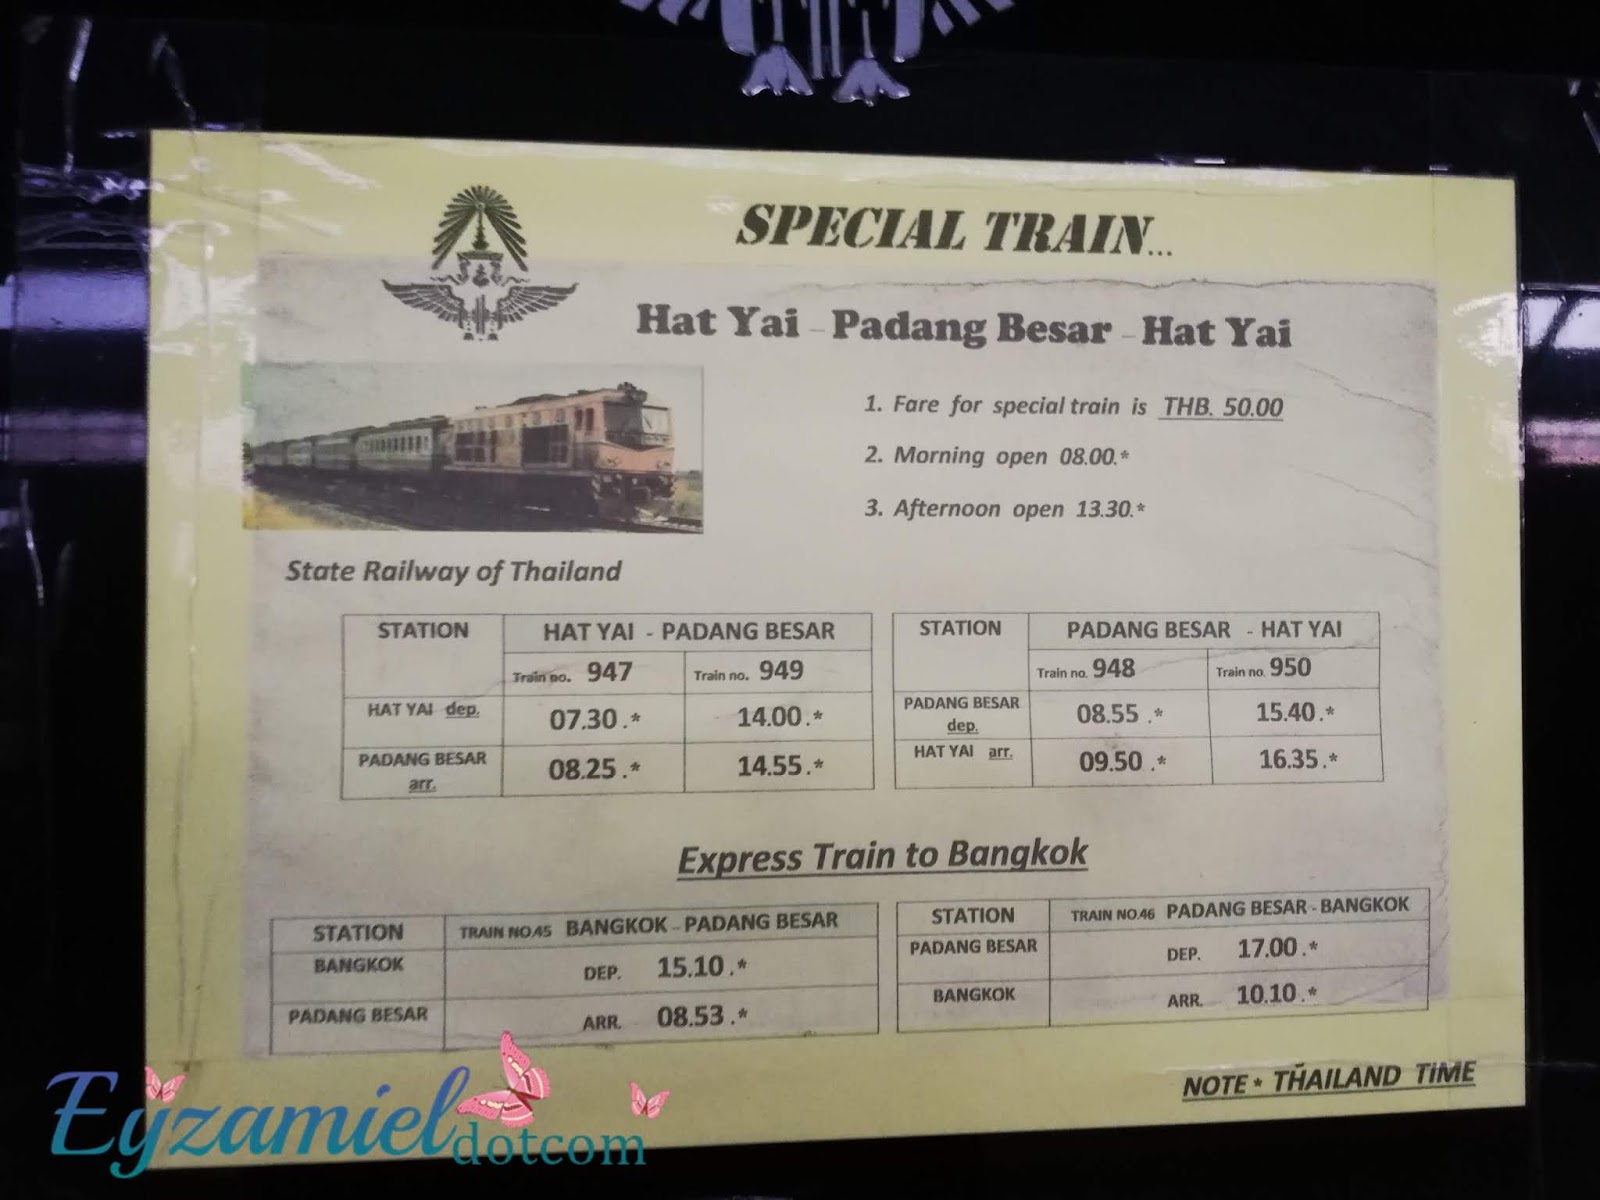 SPECIAL TRAIN...
Hat Yai - Padang Besar - Hat Yai
1. Fare for special train is THB. 50.00
2. Morning open 08.00.*
3. Afternoon open 13.30.*
State Railway of Thailand
STATION HAT YAI - PADANG BESAR
Train no. 947 Train no. 949
HAT YAI dep. 07.30.* 14.00.*
PADANG BESAR arr. 08.25.* 14.55.*
STATION PADANG BESAR - HAT YAI
Train no. 948 Train no. 950
PADANG BESAR dep. 08.55.* 15.40.*
HAT YAI arr. 09.50.* 16.35.*
Express Train to Bangkok
STATION TRAIN NO.45 BANGKOK - PADANG BESAR
BANGKOK DEP. 15.10.*
PADANG BESAR ARR. 08.53.*
STATION TRAIN NO.46 PADANG BESAR - BANGKOK
PADANG BESAR DEP. 17.00.*
BANGKOK ARR. 10.10.*
NOTE * THAILAND TIME
Eyzamieldotcom